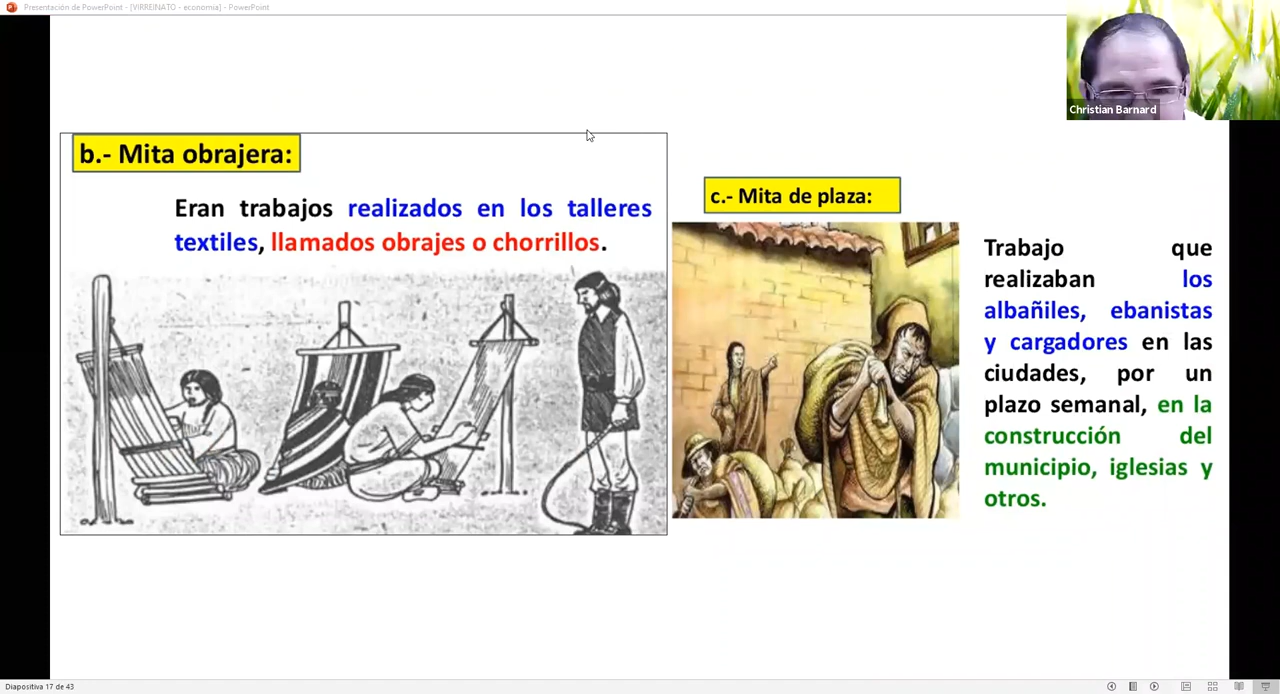 Presentación de PowerPoint - [VIRREINATO - economia] - PowerPoint
Christian Barnard
b.- Mita obrajera:
Eran trabajos realizados en los talleres
textiles, llamados obrajes o chorrillos.
c.- Mita de plaza:
Trabajo que
realizaban los
albañiles, ebanistas
y cargadores en las
ciudades, por un
plazo semanal, en la
construcción del
municipio, iglesias y
otros.
Diapositiva 17 de 43